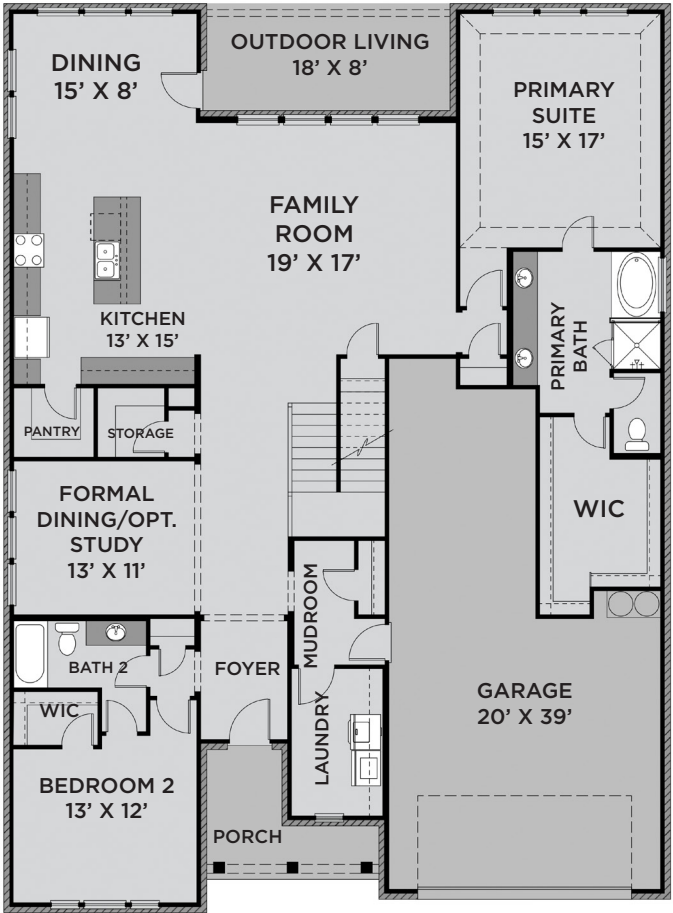 OUTDOOR LIVING
18’ X 8’
DINING
15’ X 8’
PRIMARY
SUITE
15’ X 17’
FAMILY
ROOM
19’ X 17’
KITCHEN
13’ X 15’
PRIMARY
BATH
PANTRY
STORAGE
FORMAL
DINING/OPT.
STUDY
13’ X 11’
WIC
MUDROOM
BATH 2
FOYER
WIC
LAUNDRY
GARAGE
20’ X 39’
BEDROOM 2
13’ X 12’
PORCH